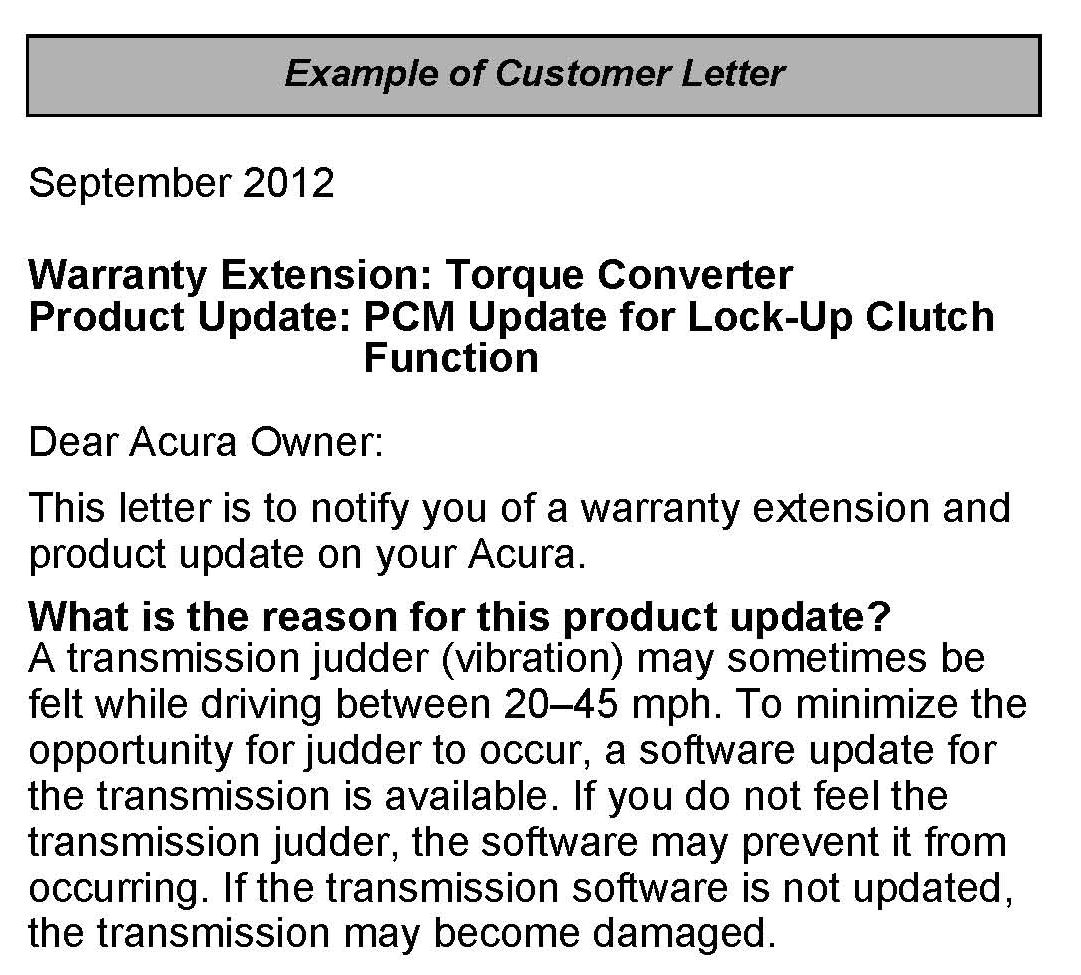 Example of Customer Letter
September 2012
Warranty Extension: Torque Converter
Product Update: PCM Update for Lock-Up Clutch
Function
Dear Acura Owner:
This letter is to notify you of a warranty extension and
product update on your Acura.
What is the reason for this product update?
A transmission judder (vibration) may sometimes be
felt while driving between 20–45 mph. To minimize the
opportunity for judder to occur, a software update for
the transmission is available. If you do not feel the
transmission judder, the software may prevent it from
occurring. If the transmission software is not updated,
the transmission may become damaged.